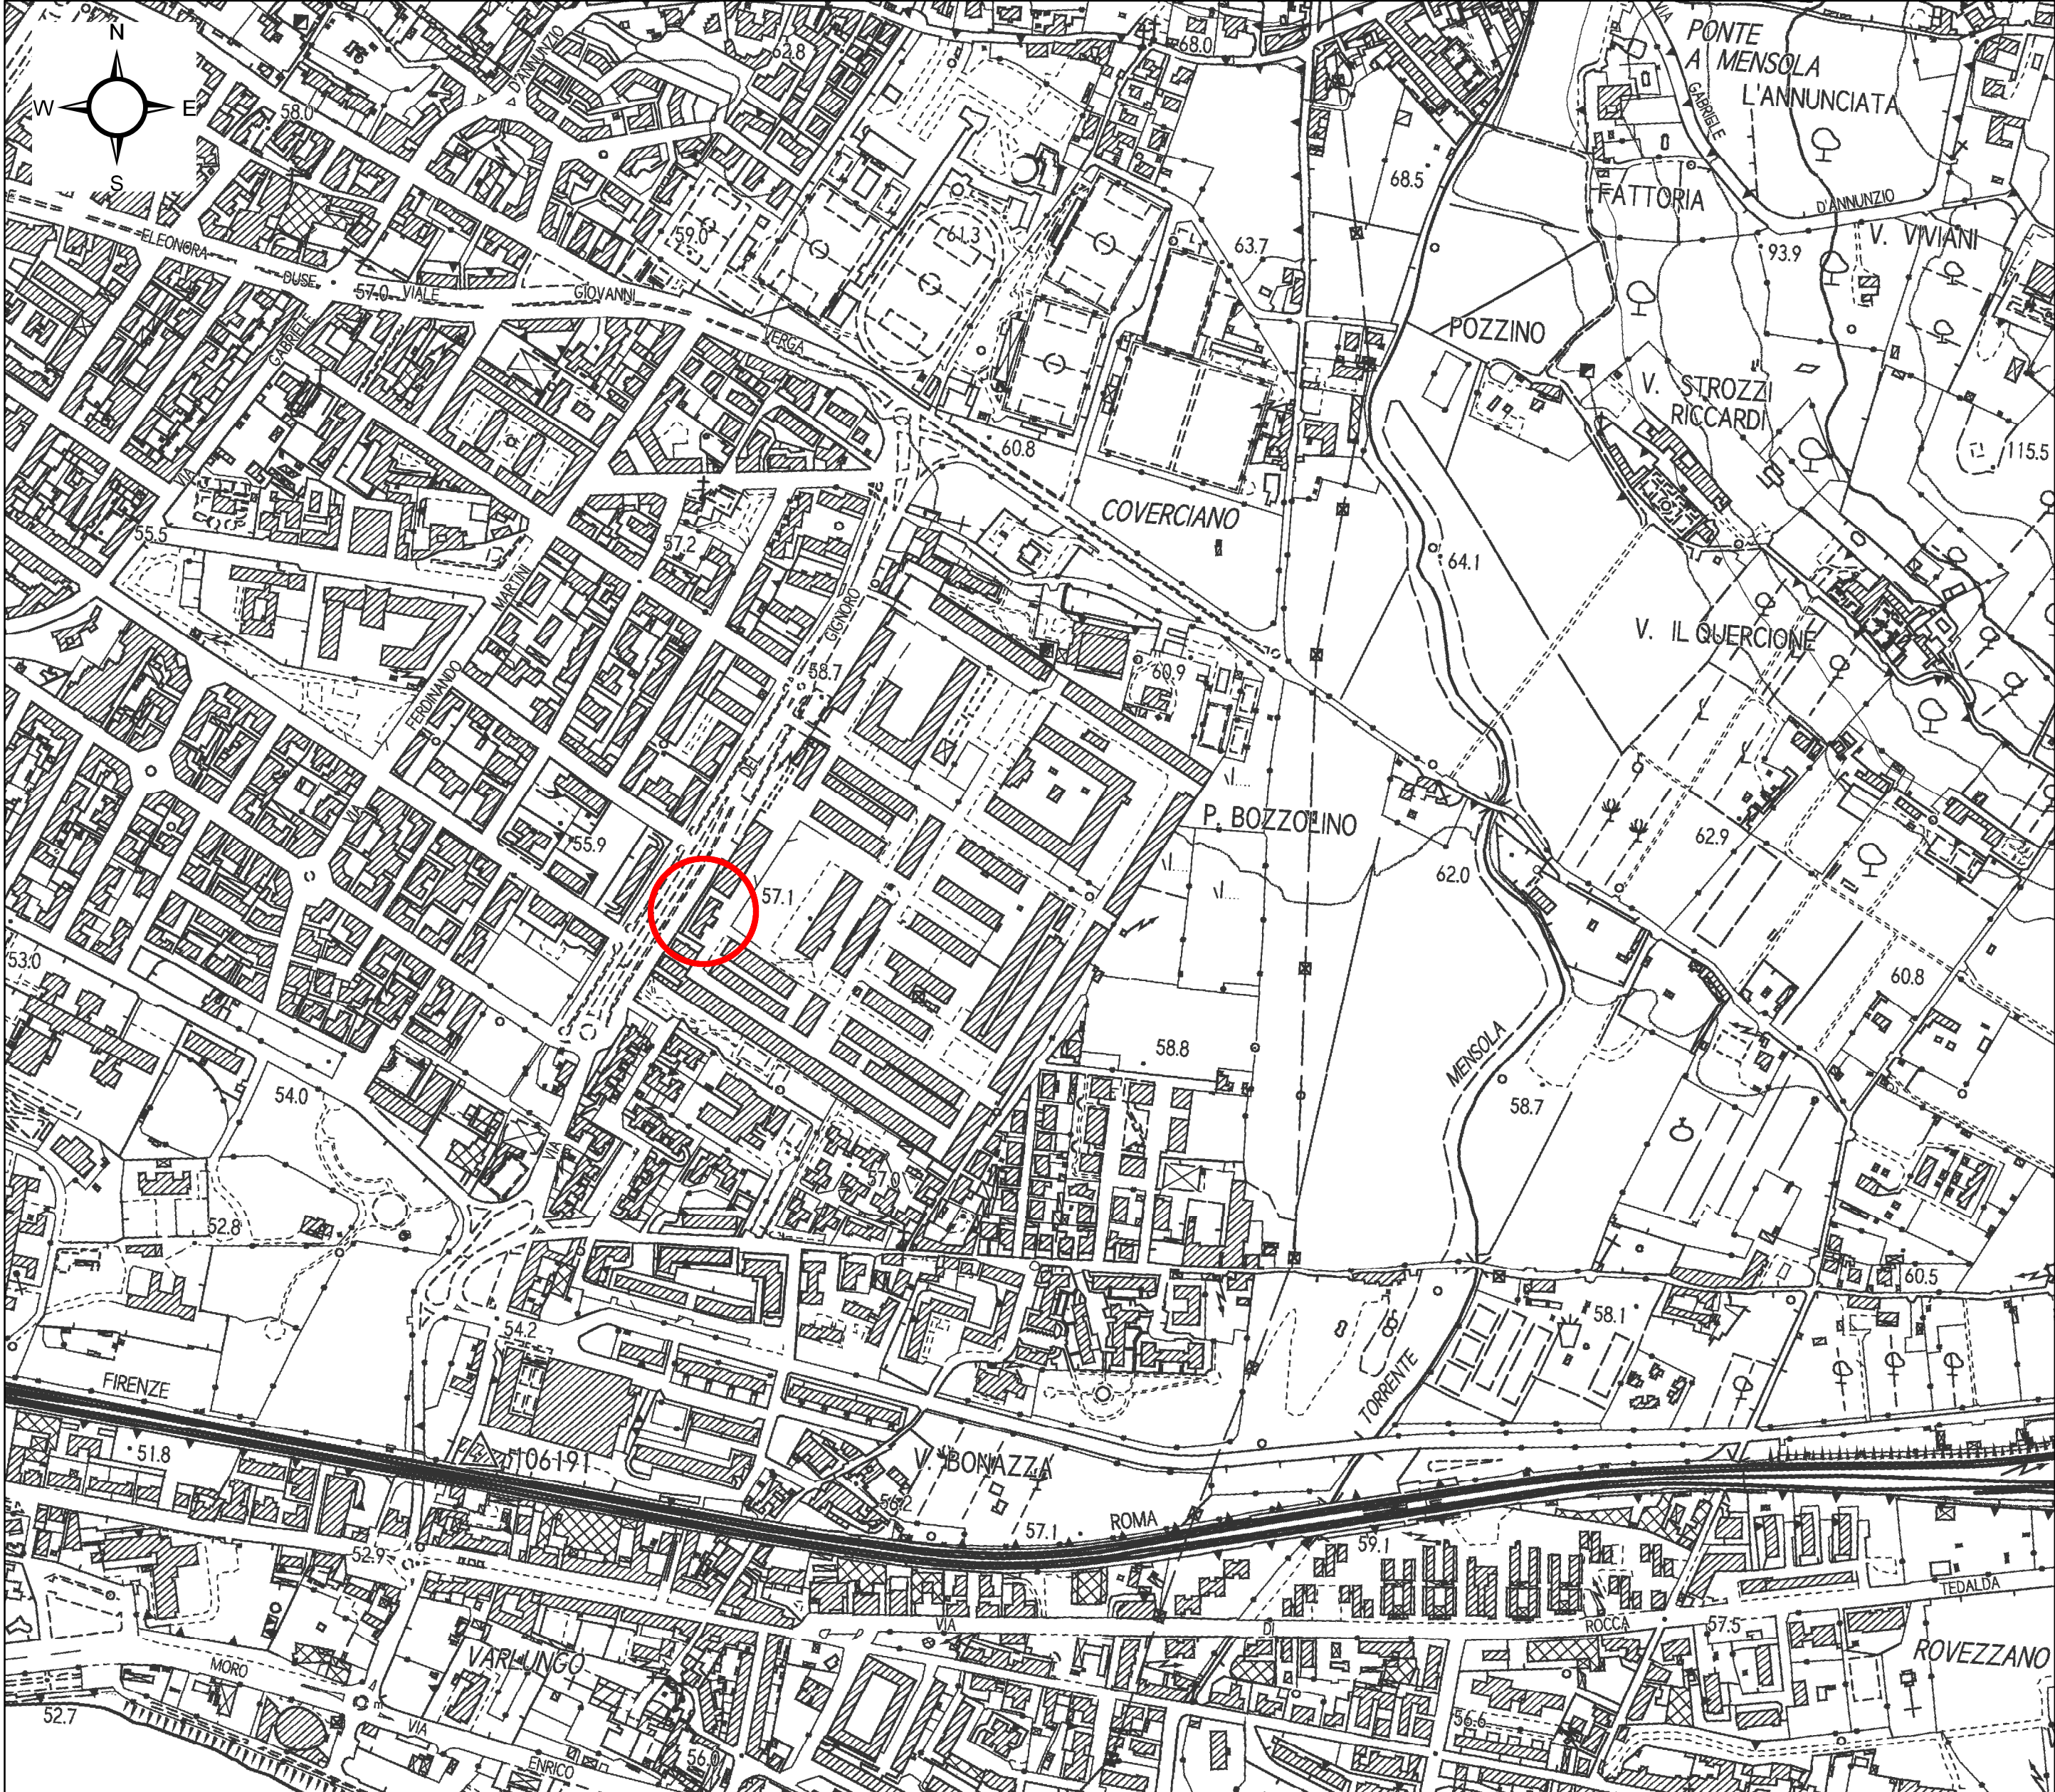 N
W
E
S
D'ANNUNZIO
62.8
68.0
VIA
PONTE
A MENSOLA
L'ANNUNCIATA
58.0
GABRIELE
68.5
FATTORIA
D'ANNUNZIO
59.0
61.3
63.7
93.9
V. VIVIANI
ELEONORA
DUSE
57.0
VIALE
GIOVANNI
VERGA
GABRIELE
POZZINO
V. STROZZI
RICCARDI
60.8
115.5
VIA
COVERCIANO
55.5
57.2
64.1
MARTINI
GIGNORO
V. IL QUERCIONE
58.7
60.9
FERDINANDO
DEL
VIA
P. BOZZOLINO
55.9
62.9
62.0
57.1
53.0
60.8
MENSOLA
58.8
54.0
58.7
VIA
57.0
52.8
60.5
58.1
54.2
FIRENZE
TORRENTE
51.8
106191
V. BONAZZA
56.2
57.1
ROMA
52.9
59.1
TEDALDA
VIA
DI
ROCCA
57.5
VARLUNGO
MORO
ROVEZZANO
52.7
VIA
56.6
56.0
ENRICO